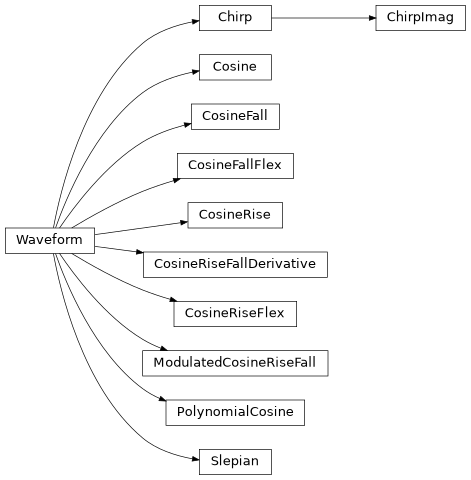 Chirp
ChirpImag
Cosine
CosineFall
CosineFallFlex
CosineRise
Waveform
CosineRiseFallDerivative
CosineRiseFlex
ModulatedCosineRiseFall
PolynomialCosine
Slepian